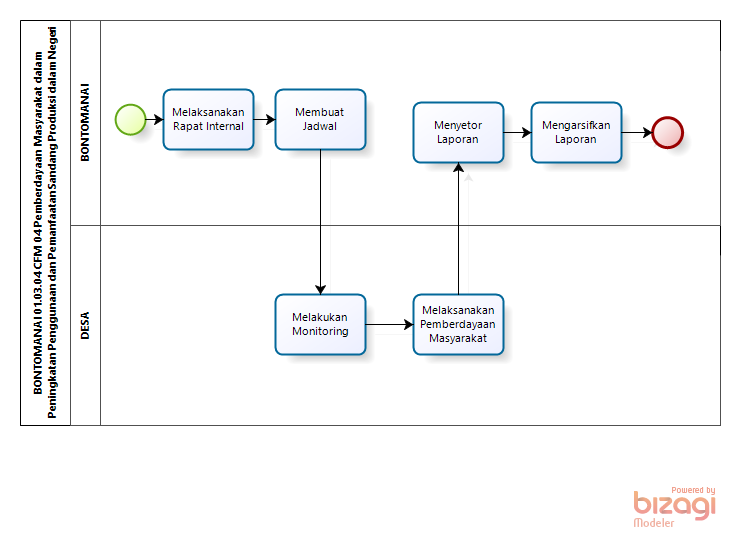 BONTOMANAI 01.03.04 CFM 04 Pemberdayaan Masyarakat dalam
Peningkatan Penggunaan dan Pemanfaatan Sandang Produksi dalam Negeri
BONTOMANAI
Melaksanakan
Rapat Internal
Membuat
Jadwal
Menyetor
Laporan
Mengarsifkan
Laporan
DESA
Melakukan
Monitoring
Melaksanakan
Pemberdayaan
Masyarakat
Powered by
bizagi
Modeler